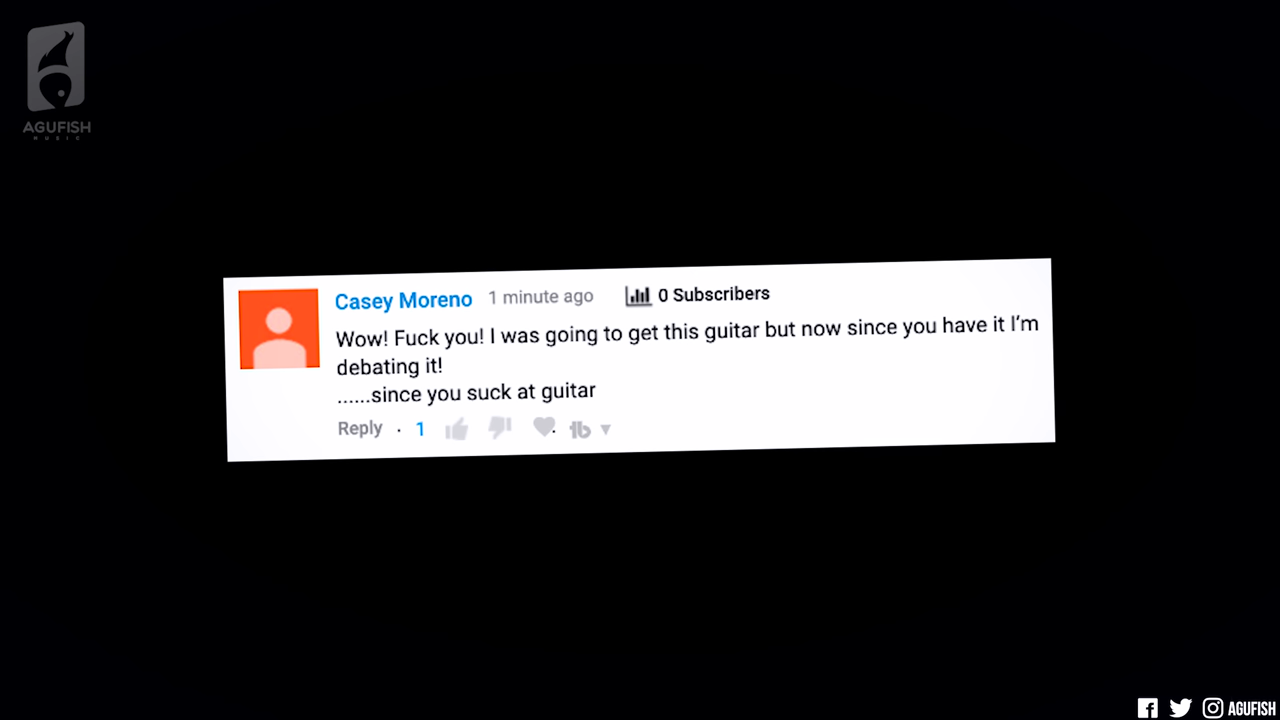 AGUFISH
MUSIC
Casey Moreno 1 minute ago 0 Subscribers
Wow! Fuck you! I was going to get this guitar but now since you have it I'm
debating it!
......since you suck at guitar
Reply · 1
AGUFISH